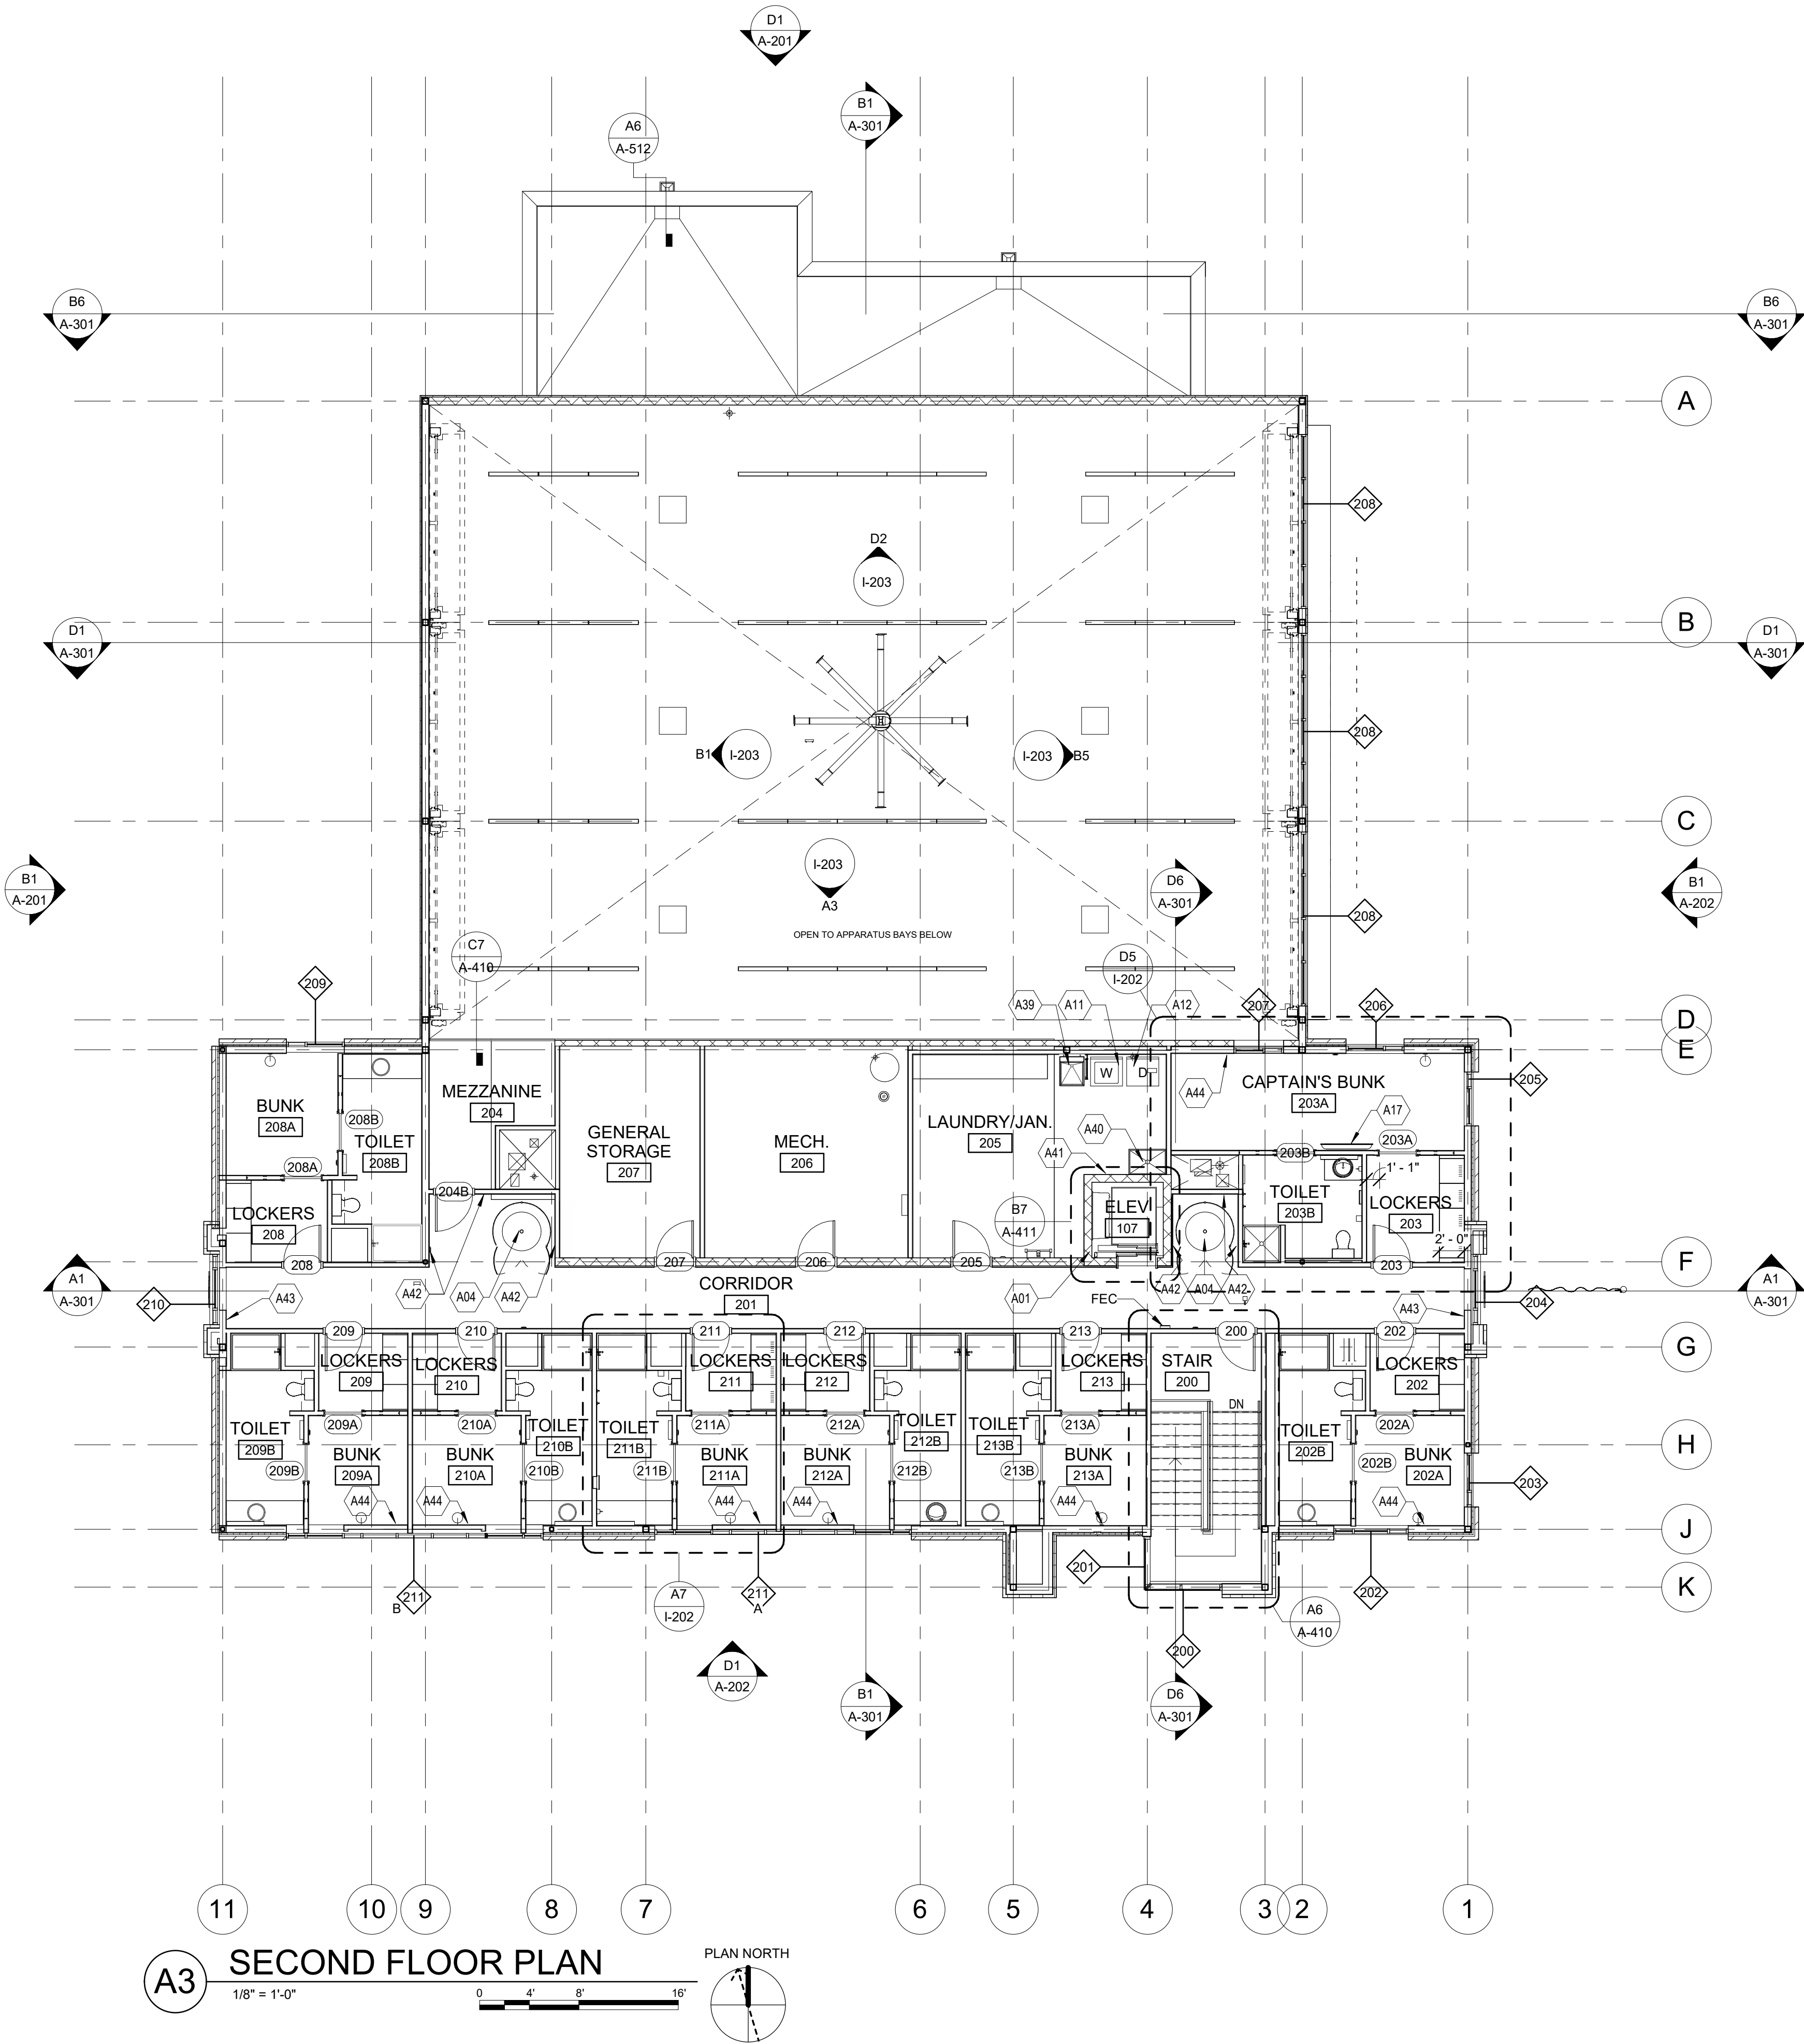 D1
A-201
B1
A-301
A6
A-512
B6
A-301
B6
A-301
A
208
D2
I-203
B
D1
A-301
D1
A-301
208
B1
I-203
I-203
B5
C
I-203
A3
B1
A-201
D6
A-301
B1
A-202
208
OPEN TO APPARATUS BAYS BELOW
C7
A-410
D5
I-202
209
A39
A11
A12
207
206
D
E
W
D
A44
CAPTAIN'S BUNK
203A
205
BUNK
208A
208B
MEZZANINE
204
A17
TOILET
208B
GENERAL
STORAGE
207
MECH.
206
LAUNDRY/JAN.
205
A40
A41
203A
203B
208A
1' - 1"
204B
TOILET
203B
LOCKERS
203
ELEV
107
B7
A-411
LOCKERS
208
2' - 0"
208
207
206
205
203
F
CORRIDOR
201
A1
A-301
210
A43
A42
A04
A42
A01
A42
A04
A42
FEC
A43
204
A1
A-301
209
210
211
212
213
200
202
G
LOCKERS
209
LOCKERS
210
LOCKERS
211
LOCKERS
212
LOCKERS
213
STAIR
200
LOCKERS
202
DN
209A
210A
211A
212A
213A
202A
TOILET
209B
TOILET
210B
TOILET
211B
TOILET
212B
TOILET
213B
TOILET
202B
H
BUNK
209A
BUNK
210A
BUNK
211A
BUNK
212A
BUNK
213A
BUNK
202A
209B
210B
211B
212B
213B
202B
203
A44
A44
A44
A44
A44
A44
J
201
K
B
211
A7
I-202
211
A
202
A6
A-410
200
D1
A-202
B1
A-301
D6
A-301
11
10
9
8
7
6
5
4
3
2
1
A3
SECOND FLOOR PLAN
1/8" = 1'-0"
0
4'
8'
16'
PLAN NORTH